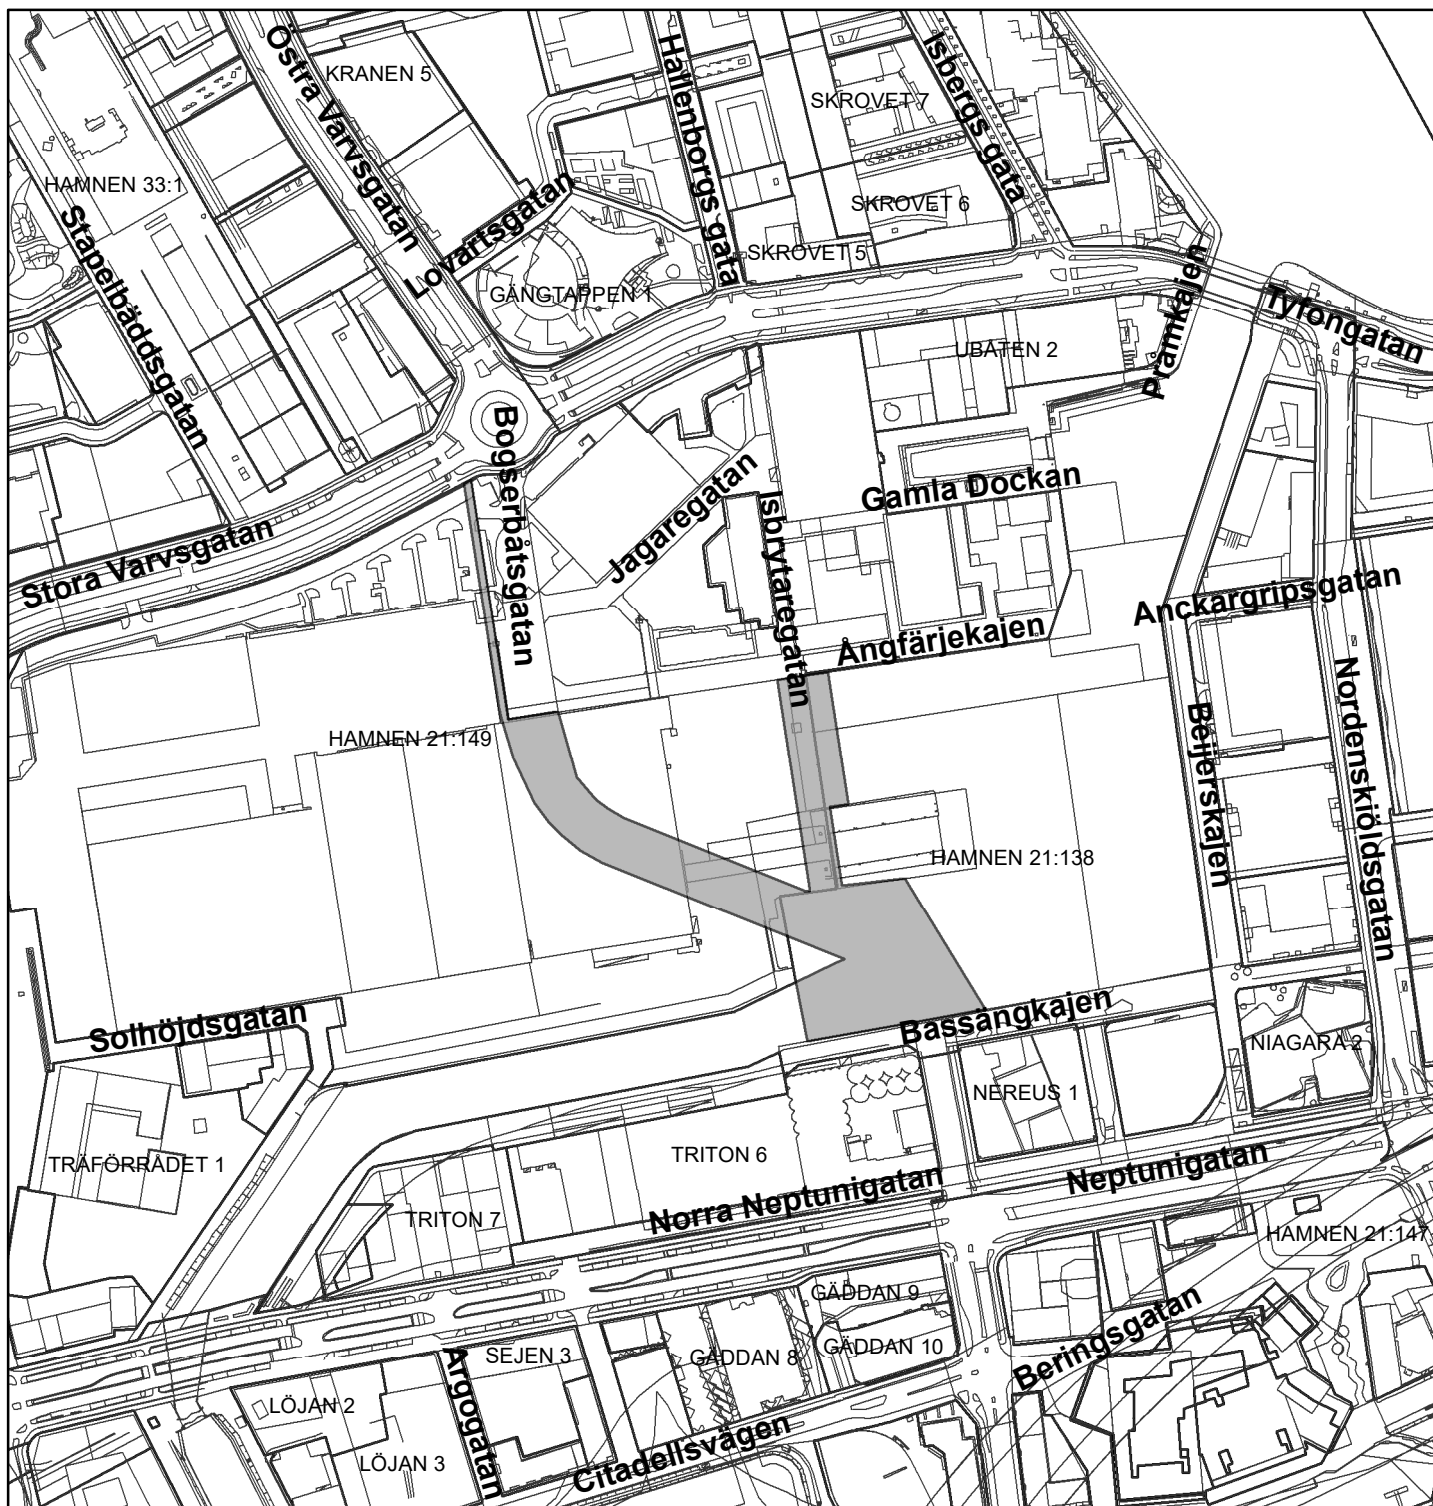 Östra Varvsgatan
KRANEN 5
Hallenborgs gata
Isbergs gata
SKROVET 7
HAMNEN 33:1
Stapelbäddsgatan
Lovartsgatan
SKROVET 6
SKROVET 5
GÄNGTAPPEN 1
Pråmkajen
Tyfongatan
UBÅTEN 2
Bogserbåtsgatan
Jagaregatan
Isbrytaregatan
Gamla Dockan
Stora Varvsgatan
Anckargripsgatan
Ångfärjekajen
HAMNEN 21:149
Beijerskajen
Nordenskiöldsgatan
HAMNEN 21:138
Solhöjdsgatan
Bassängkajen
NIAGARA 2
NEREUS 1
TRÄFÖRRÅDET 1
TRITON 6
TRITON 7
Norra Neptunigatan
Neptunigatan
HAMNEN 21:147
GÄDDAN 9
GÄDDAN 10
SEJEN 3
GÄDDAN 8
Beringsgatan
Argogatan
LÖJAN 2
LÖJAN 3
Citadellsvägen